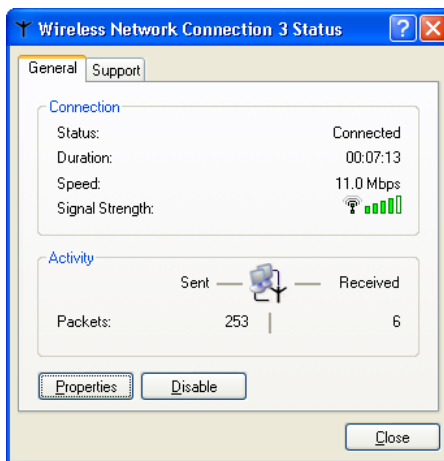 Wireless Network Connection 3 Status
General Support
Connection
Status: Connected
Duration: 00:07:13
Speed: 11.0 Mbps
Signal Strength:
Activity
Sent Received
Packets: 253 6
Properties Disable
Close